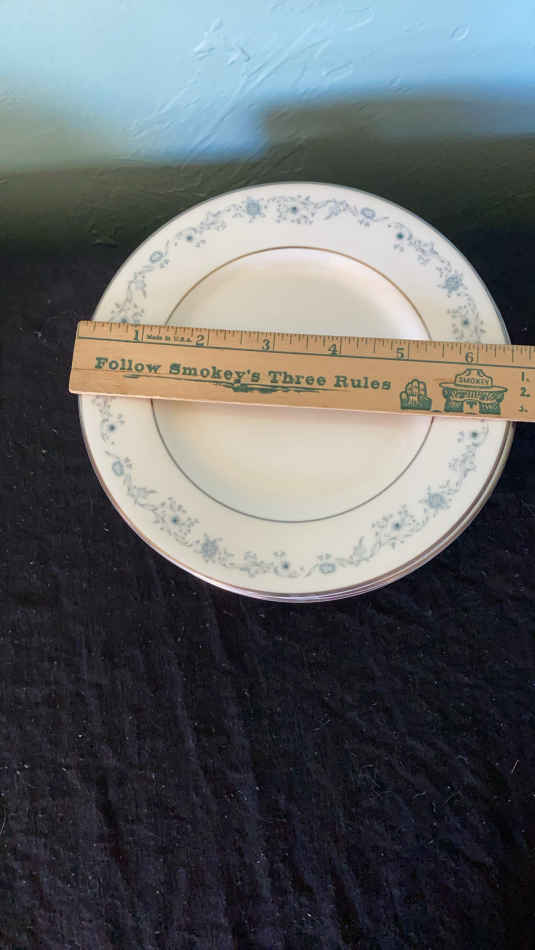 1 Made in U.S.A. 2 3 4 5 6
Follow Smokey's Three Rules
SMOKEY
1.
2.
3.